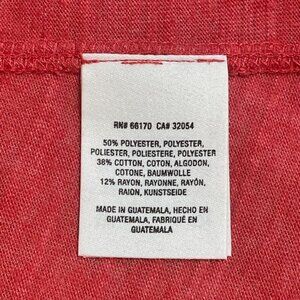 RN# 66170 CA# 32054
50% POLYESTER, POLYESTER,
POLIESTER, POLIESTERE, POLYESTER
38% COTTON, COTON, ALGODON,
COTONE, BAUMWOLLE
12% RAYON, RAYONNE, RAYÓN,
RAION, KUNSTSEIDE
MADE IN GUATEMALA, HECHO EN
GUATEMALA, FABRIQUÉ EN
GUATEMALA